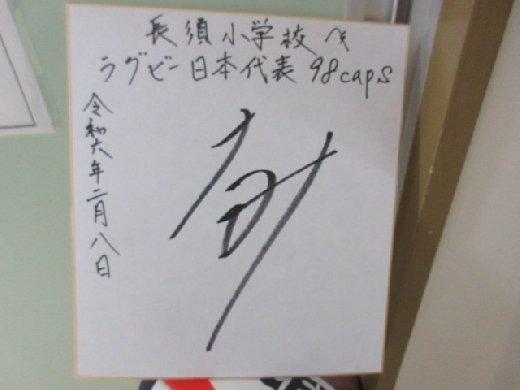 長須小学校へ
ラグビー日本代表 98caps
令和六年二月八日